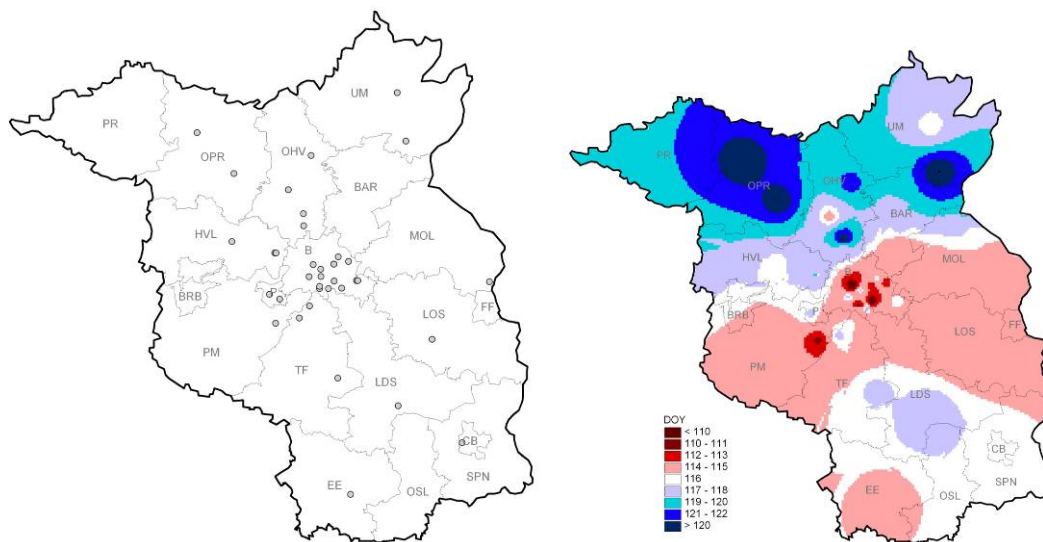 UM
PR
OPR
OHV
BAR
HVL
B
MOL
BRB
P
FF
LOS
PM
TF
LDS
CB
EE
OSL
SPN
UM
PR
OPR
OHV
BAR
HVL
B
MOL
BRB
P
FF
LOS
PM
TF
LDS
CB
EE
OSL
SPN
DOY
< 110
110 - 111
112 - 113
114 - 115
116
117 - 118
119 - 120
121 - 122
> 120